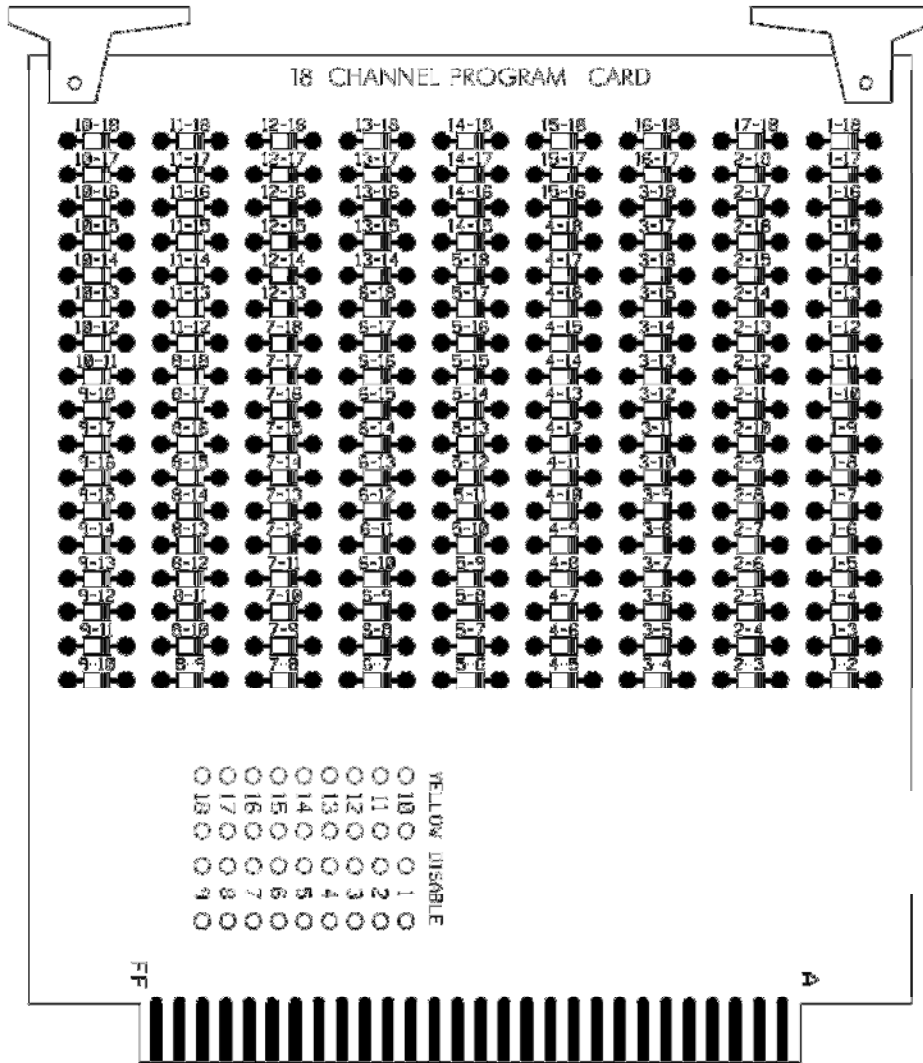 18 CHANNEL PROGRAM CARD
10-18 11-18 12-18 13-18 14-18 15-18 16-18 17-18 1-18
10-17 11-17 12-17 13-17 14-17 15-17 16-17 2-18 1-17
10-16 11-16 12-16 13-16 14-16 15-16 3-18 2-17 1-16
10-15 11-15 12-15 13-15 14-15 4-18 3-17 2-16 1-15
10-14 11-14 12-14 13-14 5-18 4-17 3-16 2-15 1-14
10-13 11-13 12-13 6-18 5-17 4-16 3-15 2-14 1-13
10-12 11-12 7-18 6-17 5-16 4-15 3-14 2-13 1-12
10-11 8-18 7-17 6-16 5-15 4-14 3-13 2-12 1-11
9-18 8-17 7-16 6-15 5-14 4-13 3-12 2-11 1-10
9-17 8-16 7-15 6-14 5-13 4-12 3-11 2-10 1-9
9-16 8-15 7-14 6-13 5-12 4-11 3-10 2-9 1-8
9-15 8-14 7-13 6-12 5-11 4-10 3-9 2-8 1-7
9-14 8-13 7-12 6-11 5-10 4-9 3-8 2-7 1-6
9-13 8-12 7-11 6-10 5-9 4-8 3-7 2-6 1-5
9-12 8-11 7-10 6-9 5-8 4-7 3-6 2-5 1-4
9-11 8-10 7-9 6-8 5-7 4-6 3-5 2-4 1-3
9-10 8-9 7-8 6-7 5-6 4-5 3-4 2-3 1-2
YELLOW DISABLE
10 1
11 2
12 3
13 4
14 5
15 6
16 7
17 8
18 9
FF A